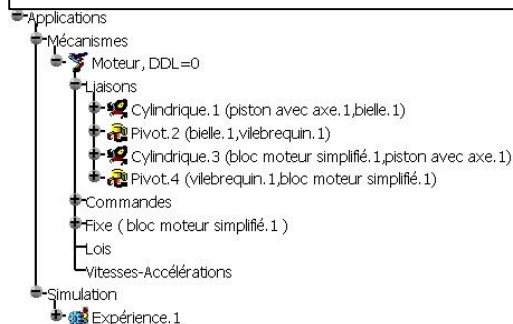 Applications
Mécanismes
Moteur, DDL=0
Liaisons
Cylindrique.1 (piston avec axe.1,bielle.1)
Pivot.2 (bielle.1,vilebrequin.1)
Cylindrique.3 (bloc moteur simplifié.1,piston avec axe.1)
Pivot.4 (vilebrequin.1,bloc moteur simplifié.1)
Commandes
Fixe ( bloc moteur simplifié.1 )
Lois
Vitesses-Accélérations
Simulation
Expérience.1